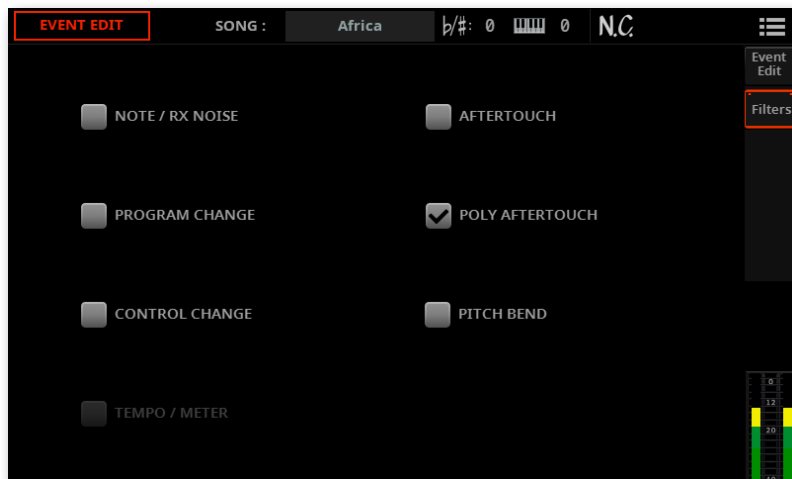 EVENT EDIT SONG : Africa ♭/#: 0 0 N.C.
Event
Edit
Filters
NOTE / RX NOISE AFTERTOUCH
PROGRAM CHANGE POLY AFTERTOUCH
CONTROL CHANGE PITCH BEND
TEMPO / METER
0
12
20